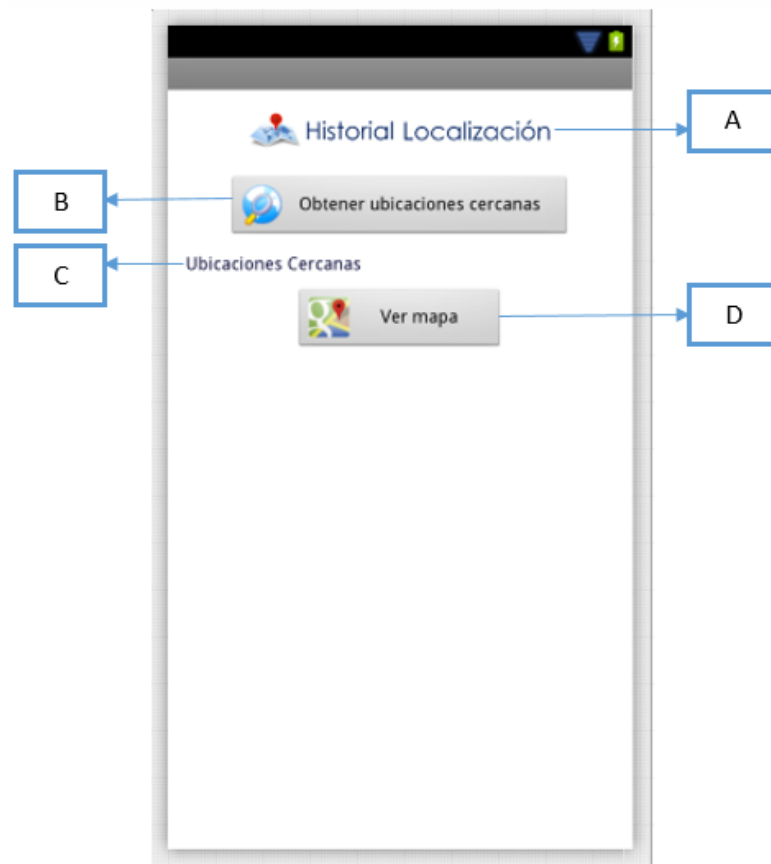 Historial Localización
A
B
Obtener ubicaciones cercanas
C
Ubicaciones Cercanas
Ver mapa
D